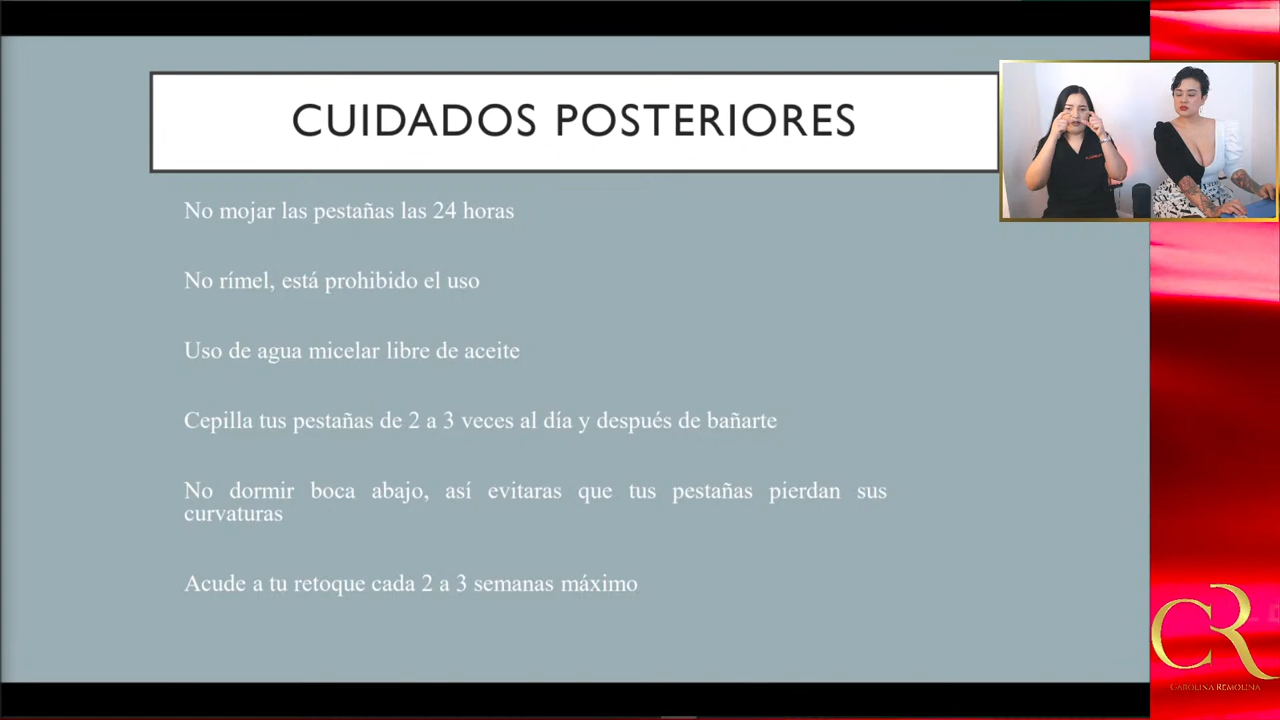 CUIDADOS POSTERIORES
No mojar las pestañas las 24 horas
No rímel, está prohibido el uso
Uso de agua micelar libre de aceite
Cepilla tus pestañas de 2 a 3 veces al día y después de bañarte
No dormir boca abajo, así evitaras que tus pestañas pierdan sus
curvaturas
Acude a tu retoque cada 2 a 3 semanas máximo
CR
CAROLINA REMOLINA